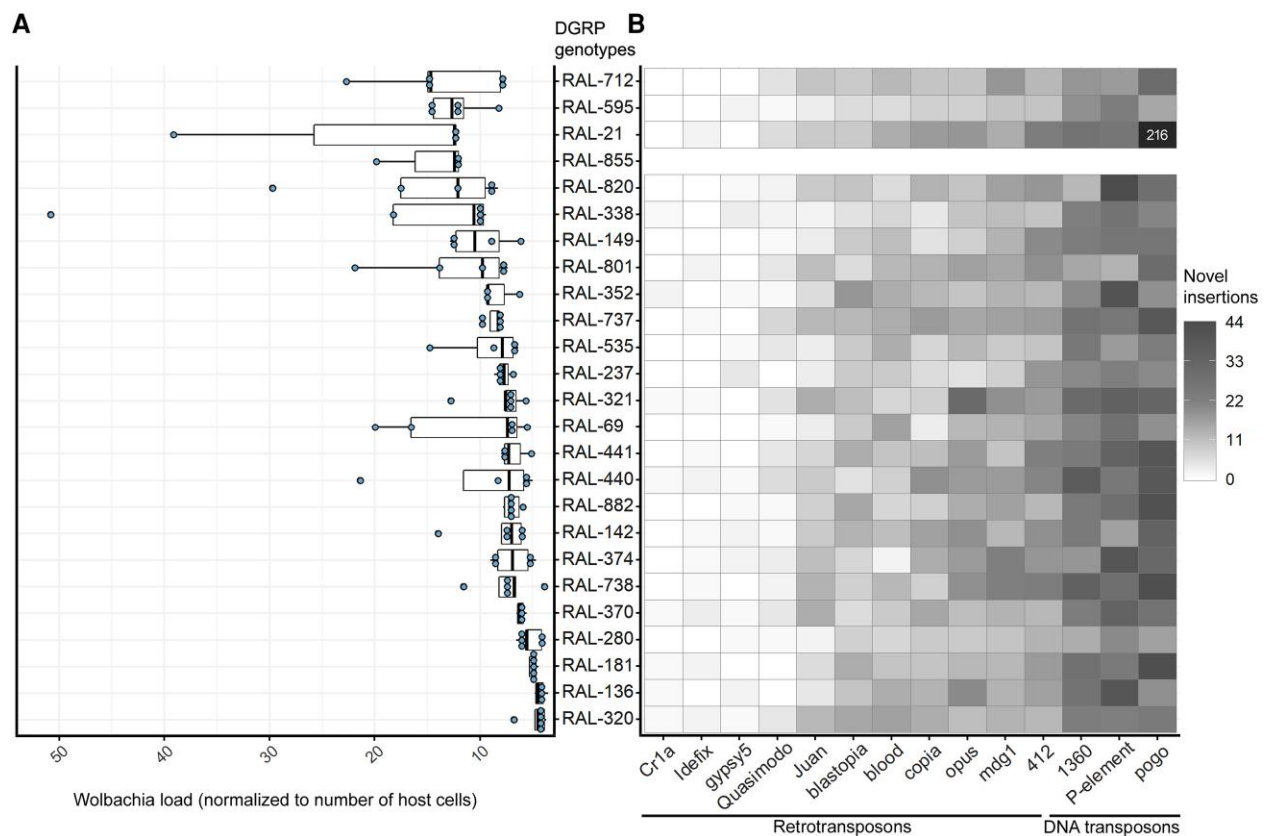 A
B
DGRP
genotypes
RAL-712
RAL-595
RAL-21
RAL-855
RAL-820
RAL-338
RAL-149
RAL-801
RAL-352
RAL-737
RAL-535
RAL-237
RAL-321
RAL-69
RAL-441
RAL-440
RAL-882
RAL-142
RAL-374
RAL-738
RAL-370
RAL-280
RAL-181
RAL-136
RAL-320
50
40
30
20
10
Wolbachia load (normalized to number of host cells)
216
Cr1a
Idefix
gypsy5
Quasimodo
Juan
blastopia
blood
copia
opus
mdg1
412
1360
P-element
pogo
Retrotransposons
DNA transposons
Novel
insertions
44
33
22
11
0